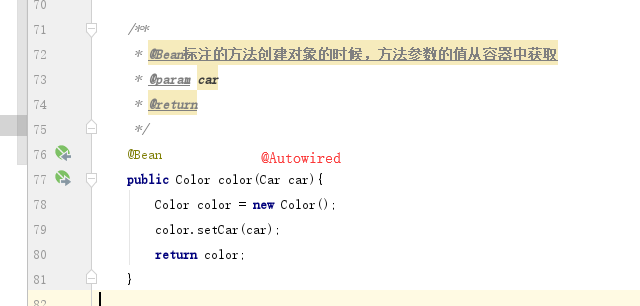 70
71 /**
72 * @Bean标注的方法创建对象的时候，方法参数的值从容器中获取
73 * @param car
74 * @return
75 */
76 @Bean @Autowired
77 public Color color(Car car){
78 Color color = new Color();
79 color.setCar(car);
80 return color;
81 }
82